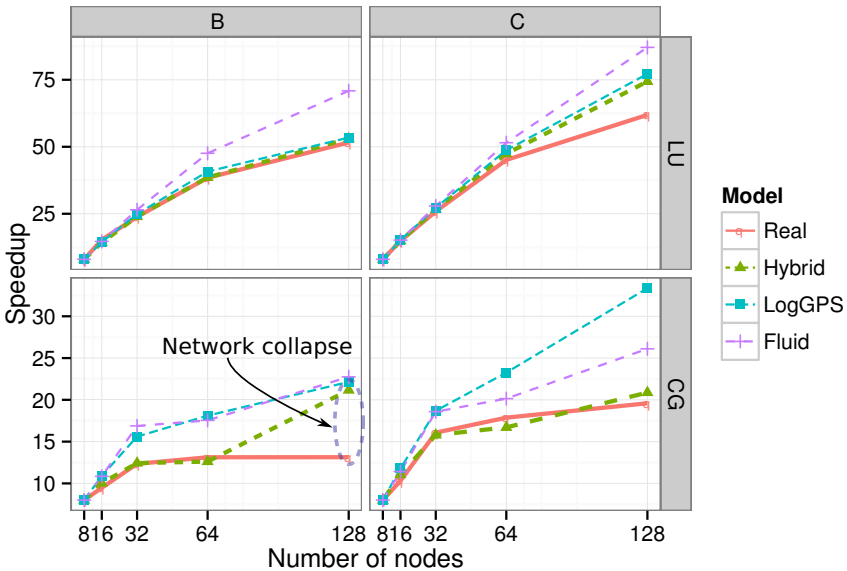 B
C
75
50
25
LU
Speedup
30
25
20
15
10
Network collapse
CG
8 16 32 64 128
8 16 32 64 128
Number of nodes
Model
Real
Hybrid
LogGPS
Fluid